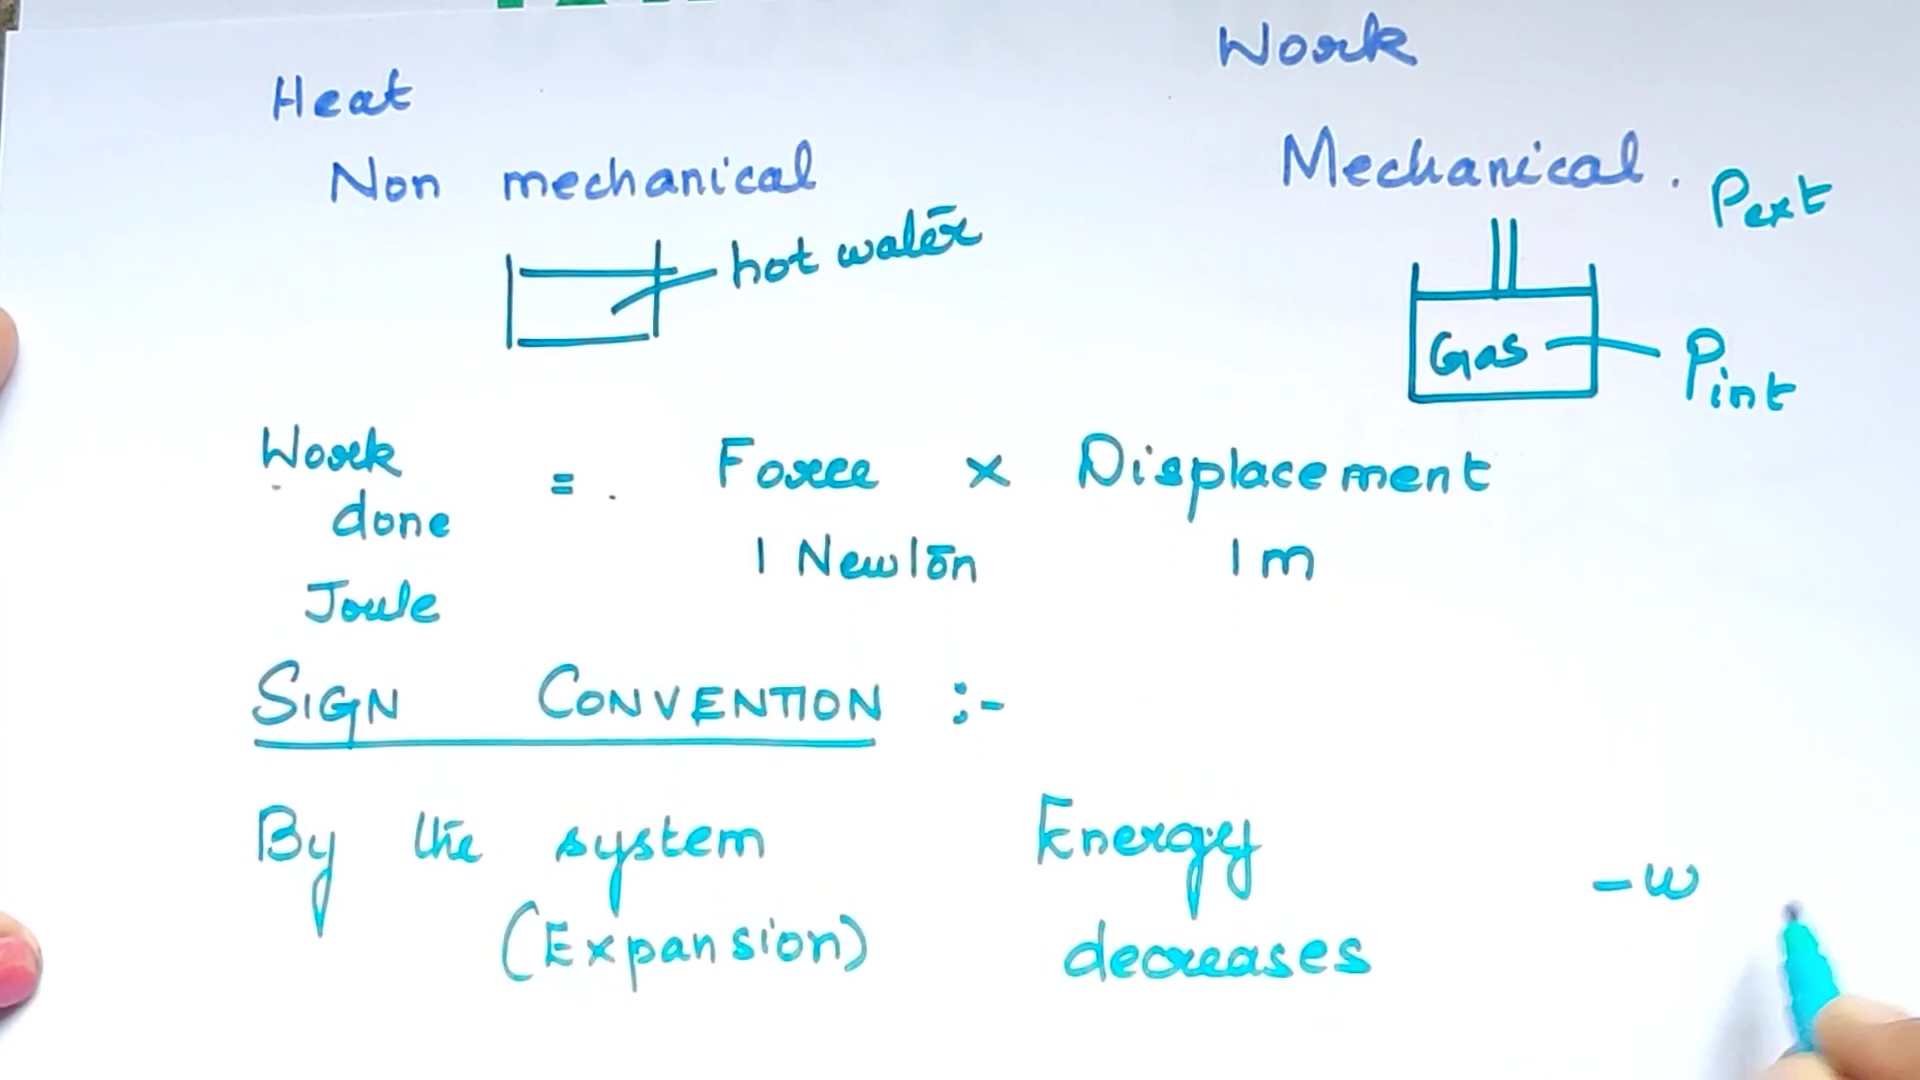 Heat
Work
Non mechanical
Mechanical.
hot water
Pext
Gas
Pint
Work done = . Force × Displacement
Joule
1 Newton
1 m
SIGN CONVENTION :-
By the system
(Expansion)
Energy
decreases
-w